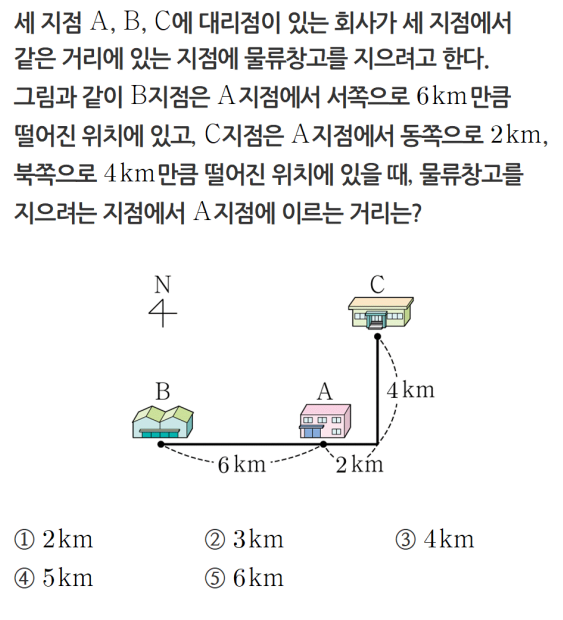 세 지점 A, B, C에 대리점이 있는 회사가 세 지점에서
같은 거리에 있는 지점에 물류창고를 지으려고 한다.
그림과 같이 B지점은 A지점에서 서쪽으로 6km만큼
떨어진 위치에 있고, C지점은 A지점에서 동쪽으로 2km,
북쪽으로 4km만큼 떨어진 위치에 있을 때, 물류창고를
지으려는 지점에서 A지점에 이르는 거리는?
N
C
B
A
4km
6km
2km
① 2km ② 3km ③ 4km
④ 5km ⑤ 6km